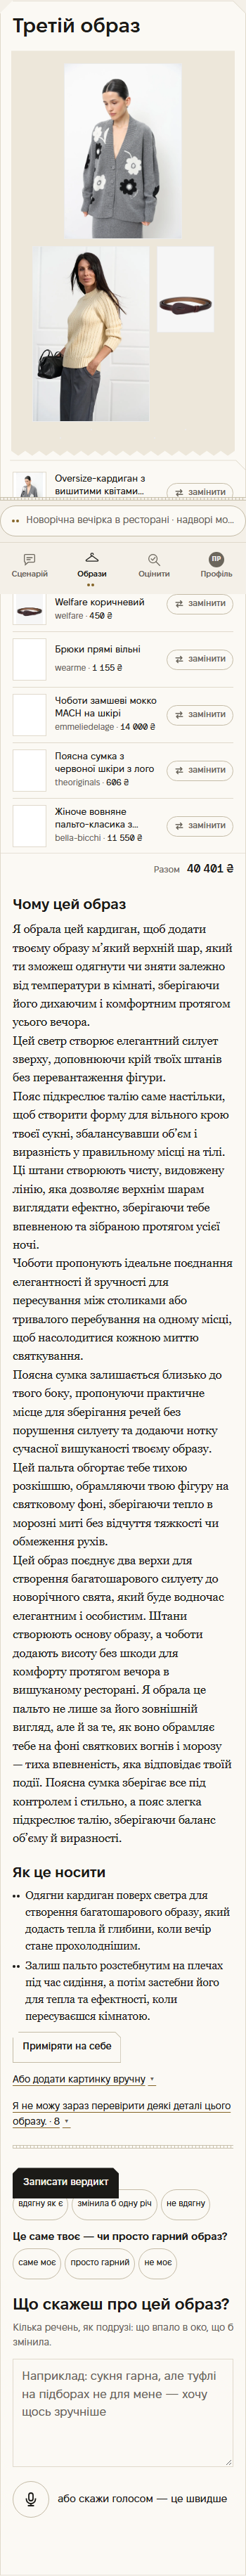 Третій образ
Oversize-кардиган з
вишитими квітами…
замінити
Новорічна вечірка в ресторані · надворі мо…
ПР
Сценарій
Образи
Оцінити
Профіль
Welfare коричневий
welfare · 450 ₴
замінити
Брюки прямі вільні
wearme · 1 155 ₴
замінити
Чоботи замшеві мокко
MACH на шкірі
emmeliedelage · 14 000 ₴
замінити
Поясна сумка з
червоної шкіри з лого
theoriginals · 606 ₴
замінити
Жіноче вовняне
пальто-класика з…
bella-bicchi · 11 550 ₴
замінити
Разом 40 401 ₴
Чому цей образ
Я обрала цей кардиган, щоб додати
твоєму образу м’який верхній шар, який
ти зможеш одягнути чи зняти залежно
від температури в кімнаті, зберігаючи
його дихаючим і комфортним протягом
усього вечора.
Цей светр створює елегантний силует
зверху, доповнюючи крій твоїх штанів
без перевантаження фігури.
Пояс підкреслює талію саме настільки,
щоб створити форму для вільного крою
твоєї сукні, збалансувавши об’єм і
виразність у правильному місці на тілі.
Ці штани створюють чисту, видовжену
лінію, яка дозволяє верхнім шарам
виглядати ефектно, зберігаючи тебе
впевненою та зібраною протягом усієї
ночі.
Чоботи пропонують ідеальне поєднання
елегантності й зручності для
пересування між столиками або
тривалого перебування на одному місці,
щоб насолодитися кожною миттю
святкування.
Поясна сумка залишається близько до
твого боку, пропонуючи практичне
місце для зберігання речей без
порушення силуету та додаючи нотку
сучасної вишуканості твоєму образу.
Цей пальта обгортає тебе тихою
розкішшю, обрамляючи твою фігуру на
святковому фоні, зберігаючи тепло в
морозні миті без відчуття тяжкості чи
обмеження рухів.
Цей образ поєднує два верхи для
створення багатошарового силуету до
новорічного свята, який буде водночас
елегантним і особистим. Штани
створюють основу образу, а чоботи
додають висоту без шкоди для
комфорту протягом вечора в
вишуканому ресторані. Я обрала це
пальто не лише за його зовнішній
вигляд, але й за те, як воно обрамляє
тебе на фоні святкових вогнів і морозу
— тиха впевненість, яка відповідає твоїй
події. Поясна сумка зберігає все під
контролем і стильно, а пояс злегка
підкреслює талію, зберігаючи баланс
об’єму й виразності.
Як це носити
Одягни кардиган поверх светра для
створення багатошарового образу, який
додасть тепла й глибини, коли вечір
стане прохолоднішим.
Залиш пальто розстебнутим на плечах
під час сидіння, а потім застебни його
для тепла та ефектності, коли
пересуваєшся кімнатою.
Приміряти на себе
Або додати картинку вручну
Я не можу зараз перевірити деякі деталі цього
образу. · 8
Записати вердикт
вдягну як є
змінила б одну річ
не вдягну
Це саме твоє — чи просто гарний образ?
саме моє
просто гарний
не моє
Що скажеш про цей образ?
Кілька речень, як подрузі: що впало в око, що б
змінила.
Наприклад: сукня гарна, але туфлі
на підборах не для мене — хочу
щось зручніше
або скажи голосом — це швидше